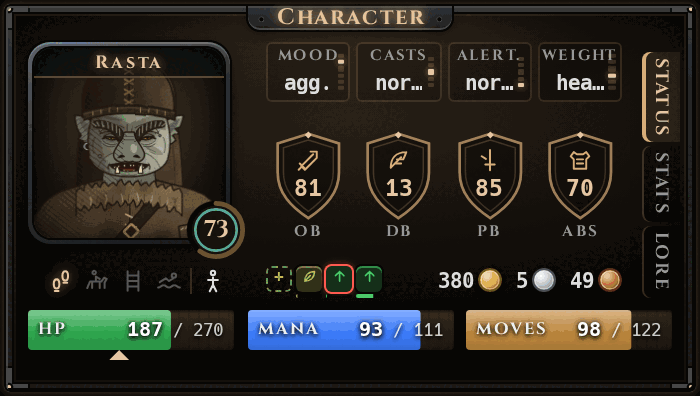 CHARACTER
RASTA
73
MOOD
agg.
CASTS
nor…
ALERT.
nor…
WEIGHT
hea…
81
OB
13
DB
85
PB
70
ABS
STATUS
STATS
LORE
380
5
49
HP 187 / 270
MANA 93 / 111
MOVES 98 / 122